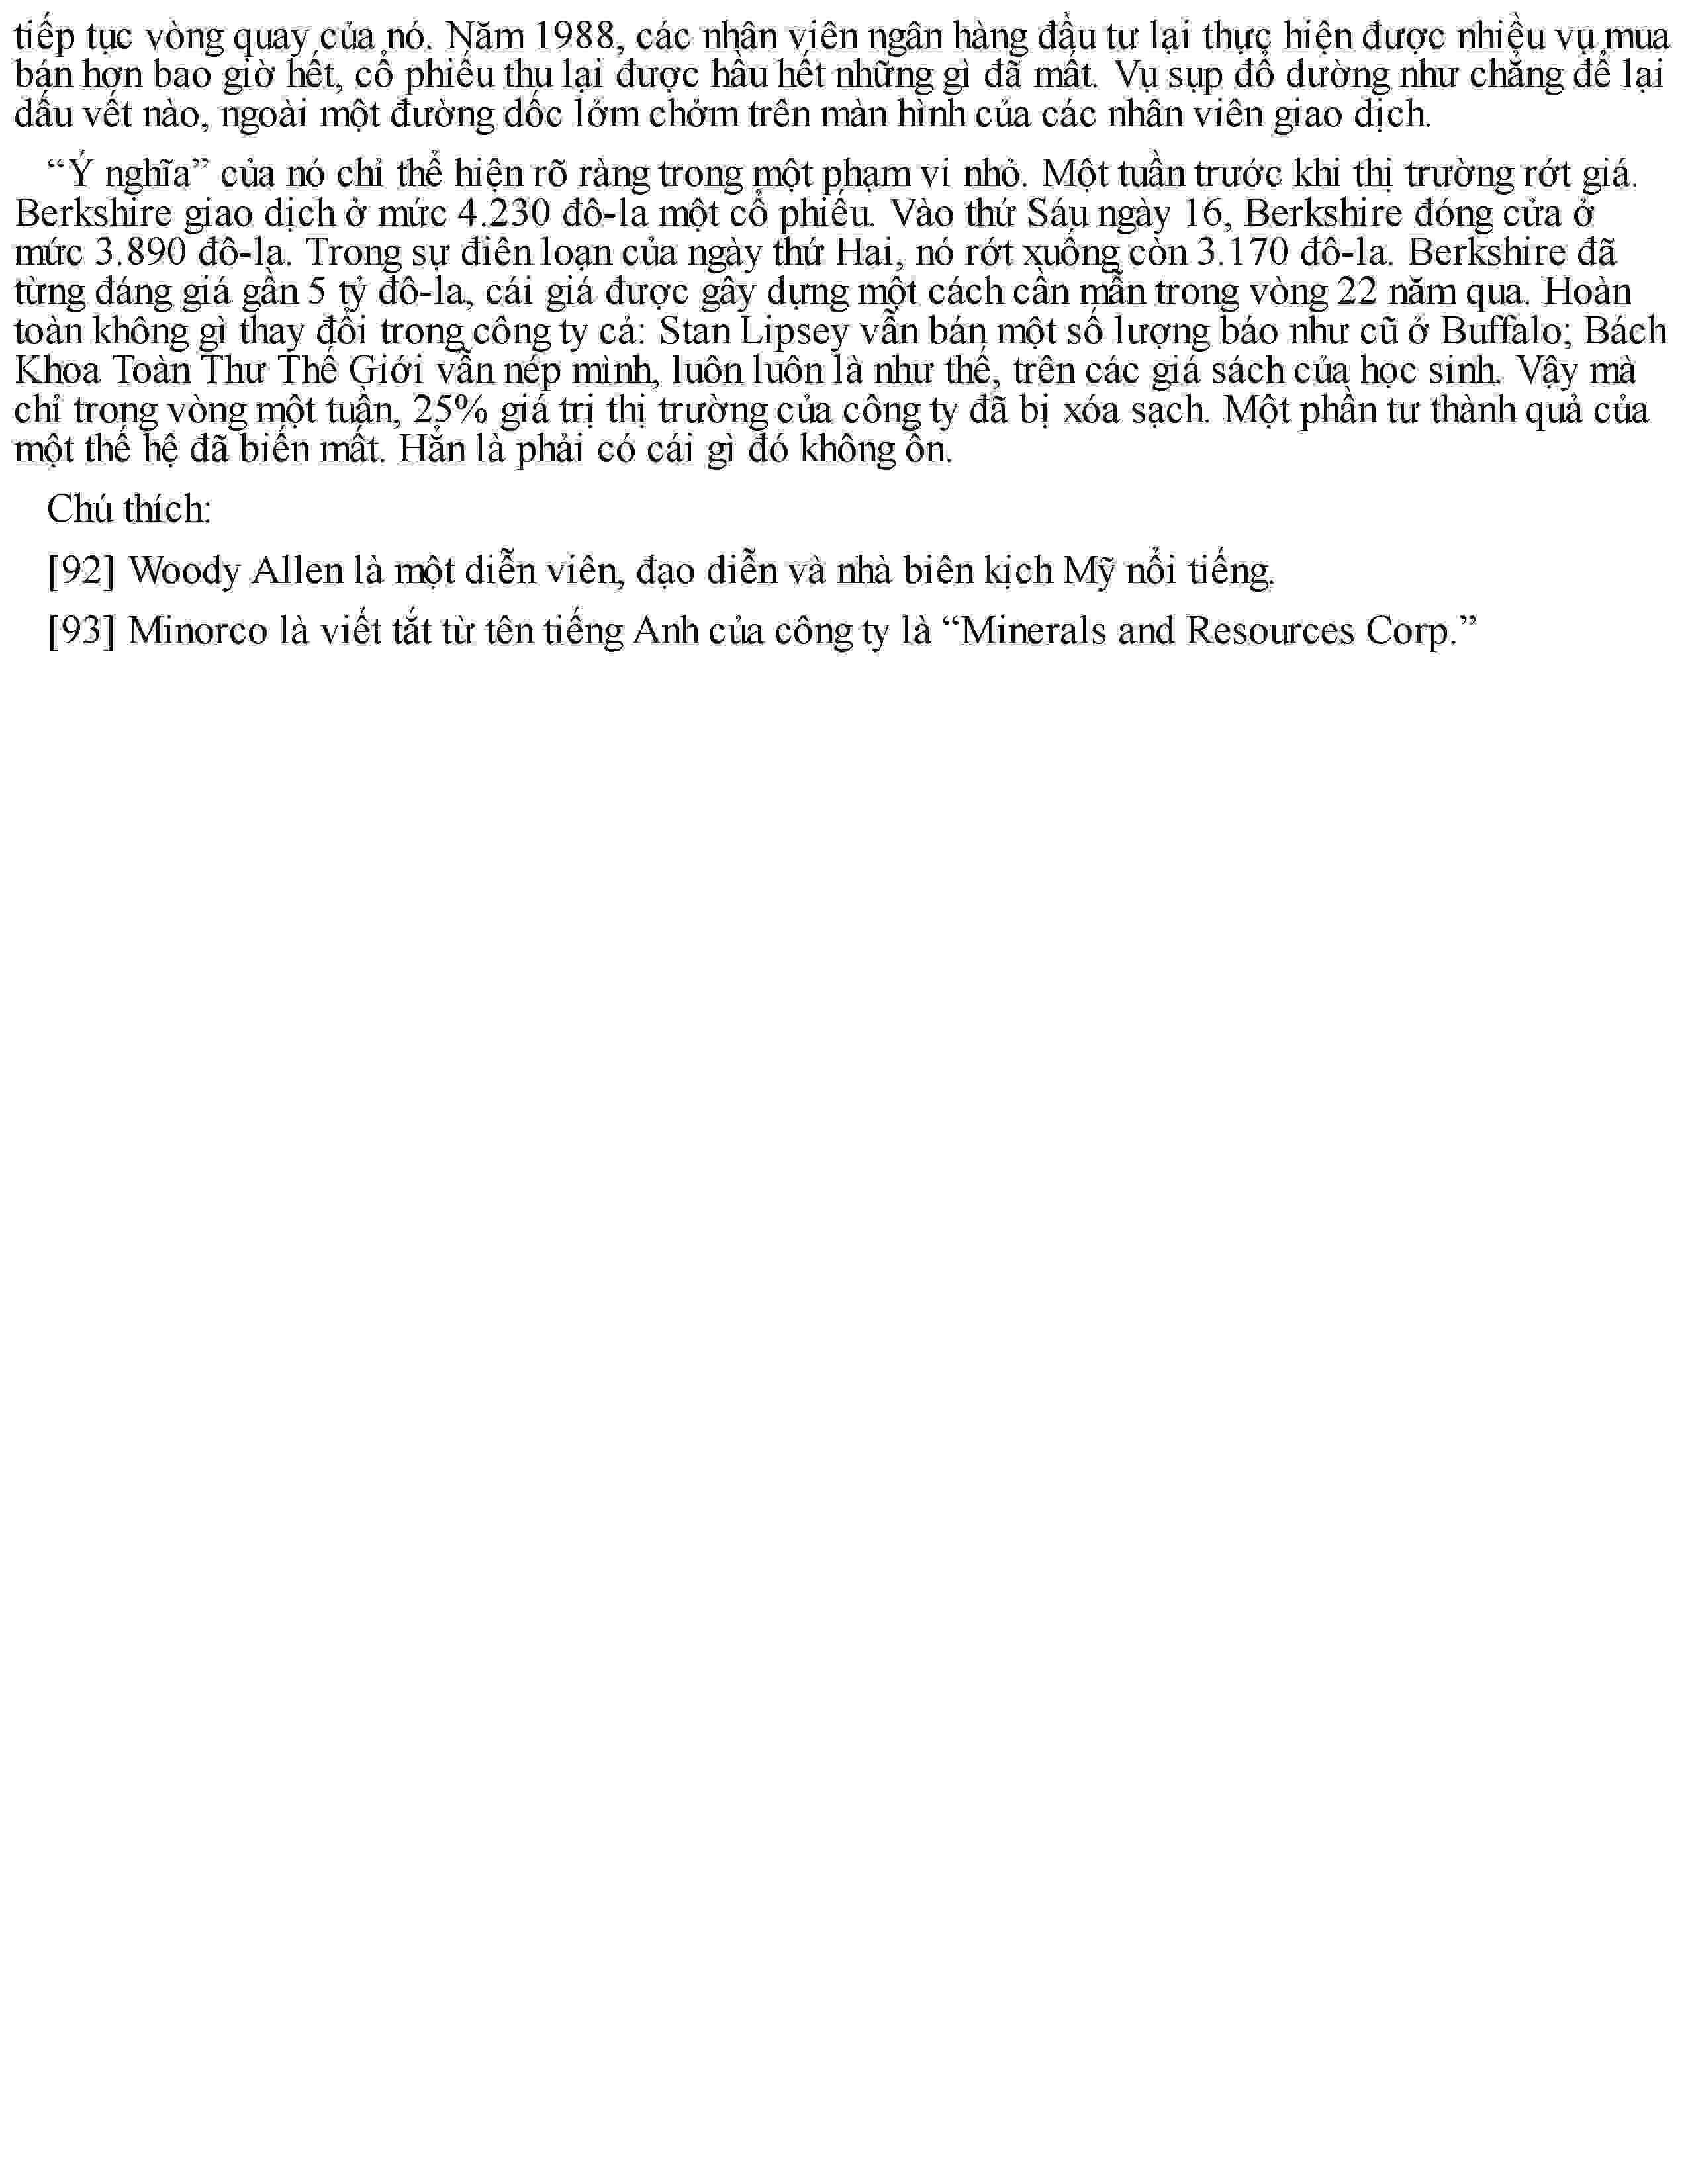 tiếp tục vòng quay của nó. Năm 1988, các nhân viên ngân hàng đầu tư lại thực hiện được nhiều vụ mua
bán hơn bao giờ hết, cổ phiếu thu lại được hầu hết những gì đã mất. Vụ sụp đổ dường như chẳng để lại
dấu vết nào, ngoài một đường dốc lởm chởm trên màn hình của các nhân viên giao dịch.
“Ý nghĩa” của nó chỉ thể hiện rõ ràng trong một phạm vi nhỏ. Một tuần trước khi thị trường rớt giá.
Berkshire giao dịch ở mức 4.230 đô-la một cổ phiếu. Vào thứ Sáu ngày 16, Berkshire đóng cửa ở
mức 3.890 đô-la. Trong sự điên loạn của ngày thứ Hai, nó rớt xuống còn 3.170 đô-la. Berkshire đã
từng đáng giá gần 5 tỷ đô-la, cái giá được gây dựng một cách cần mẫn trong vòng 22 năm qua. Hoàn
toàn không gì thay đổi trong công ty cả: Stan Lipsey vẫn bán một số lượng báo như cũ ở Buffalo; Bách
Khoa Toàn Thư Thế Giới vẫn nép mình, luôn luôn là như thế, trên các giá sách của học sinh. Vậy mà
chỉ trong vòng một tuần, 25% giá trị thị trường của công ty đã bị xóa sạch. Một phần tư thành quả của
một thế hệ đã biến mất. Hẳn là phải có cái gì đó không ổn.
Chú thích:
[92] Woody Allen là một diễn viên, đạo diễn và nhà biên kịch Mỹ nổi tiếng.
[93] Minorco là viết tắt từ tên tiếng Anh của công ty là “Minerals and Resources Corp.”